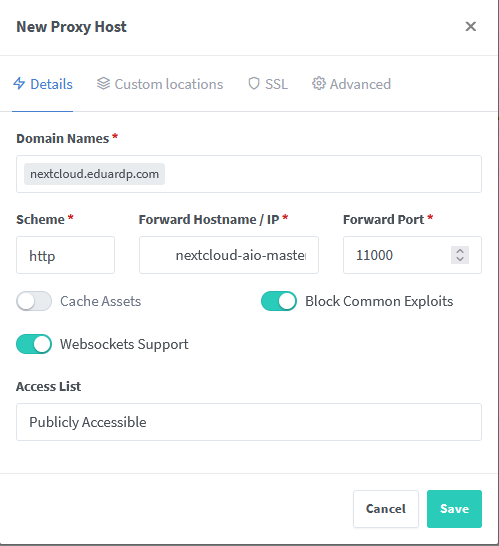 New Proxy Host
Details Custom locations SSL Advanced
Domain Names *
nextcloud.eduardp.com
Scheme * Forward Hostname / IP * Forward Port *
http nextcloud-aio-master 11000
Cache Assets Block Common Exploits
Websockets Support
Access List
Publicly Accessible
Cancel Save